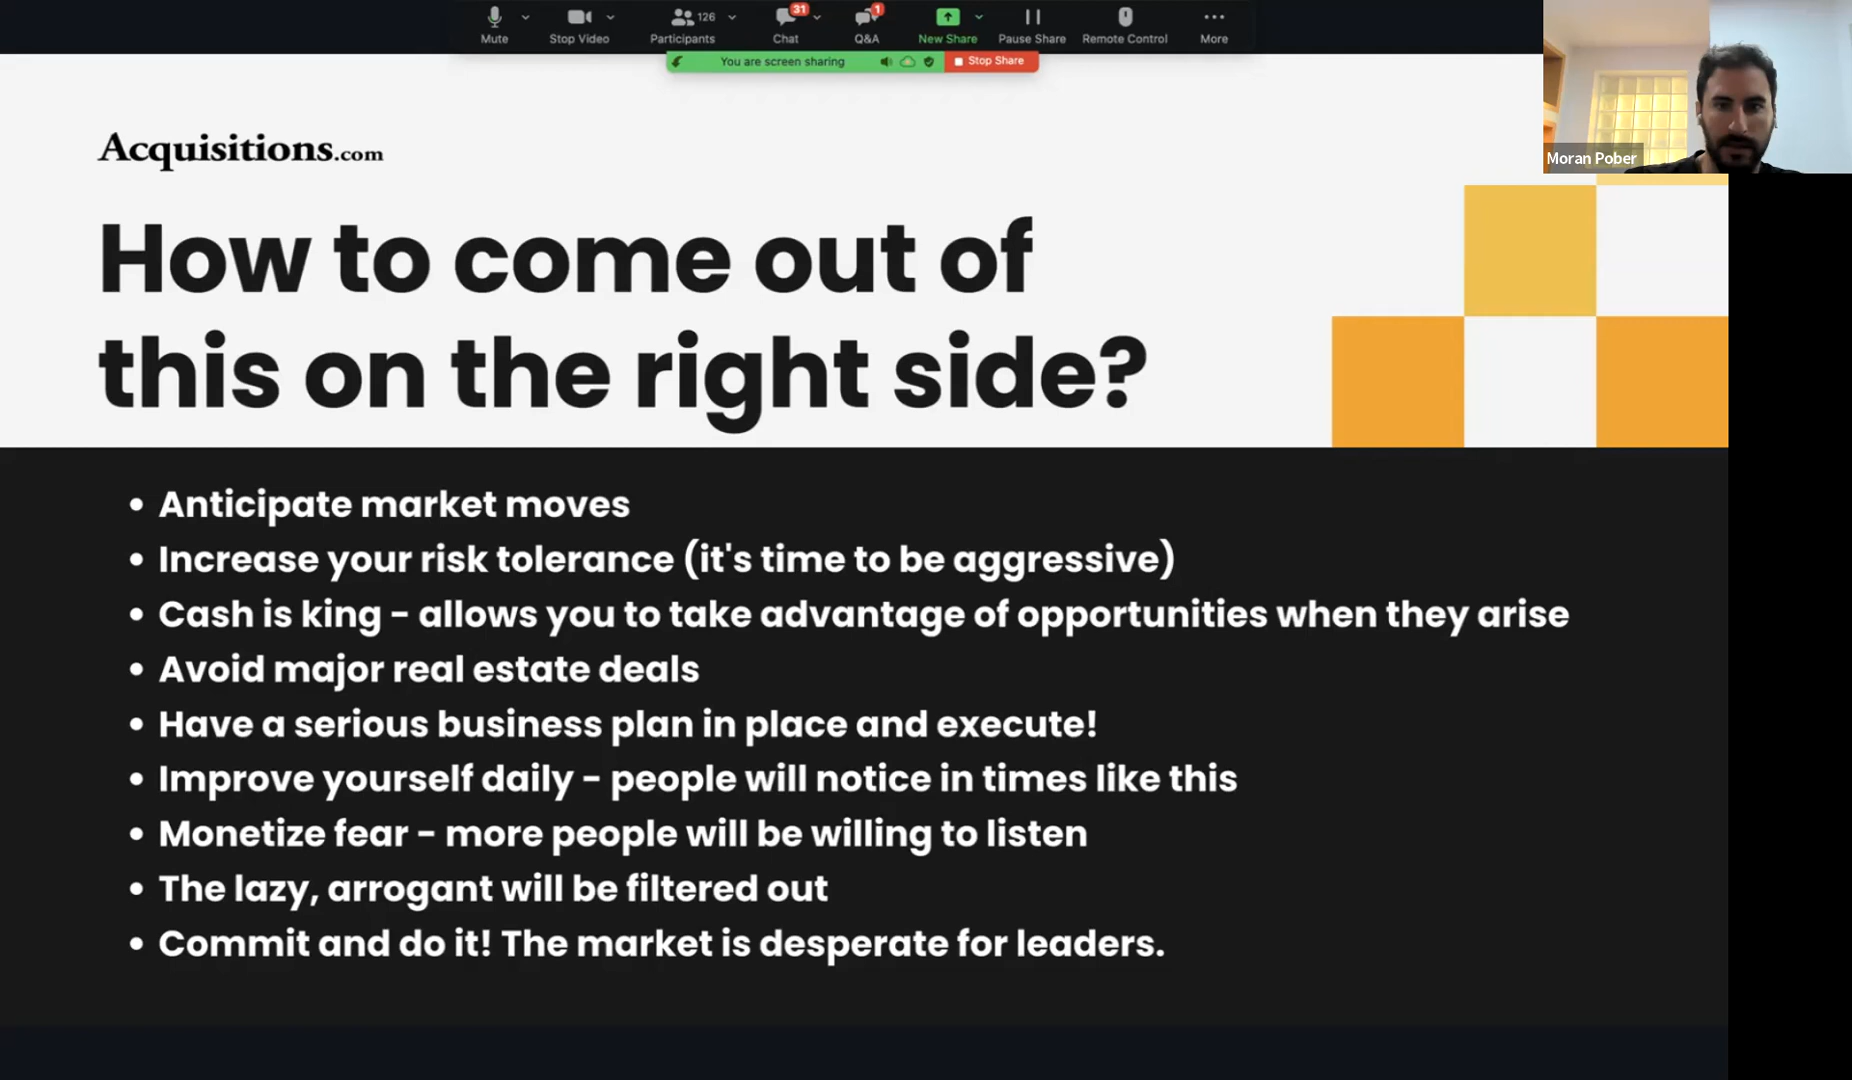 Mute
Stop Video
126
Participants
31
Chat
1
Q&A
New Share
Pause Share
Remote Control
More
You are screen sharing
Stop Share
Moran Pober
Acquisitions.com
How to come out of
this on the right side?
• Anticipate market moves
• Increase your risk tolerance (it's time to be aggressive)
• Cash is king - allows you to take advantage of opportunities when they arise
• Avoid major real estate deals
• Have a serious business plan in place and execute!
• Improve yourself daily - people will notice in times like this
• Monetize fear - more people will be willing to listen
• The lazy, arrogant will be filtered out
• Commit and do it! The market is desperate for leaders.